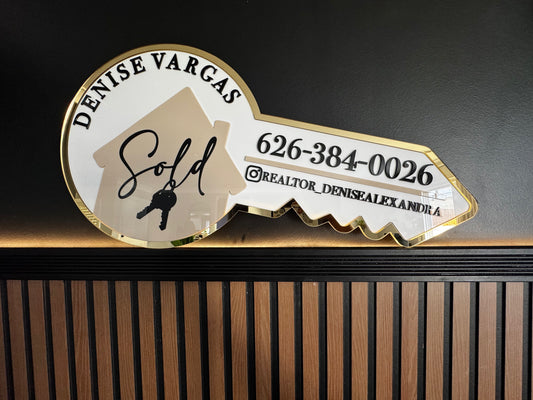 DENISE VARGAS
Sold
626-384-0026
REALTOR_DENISEALEXANDRA